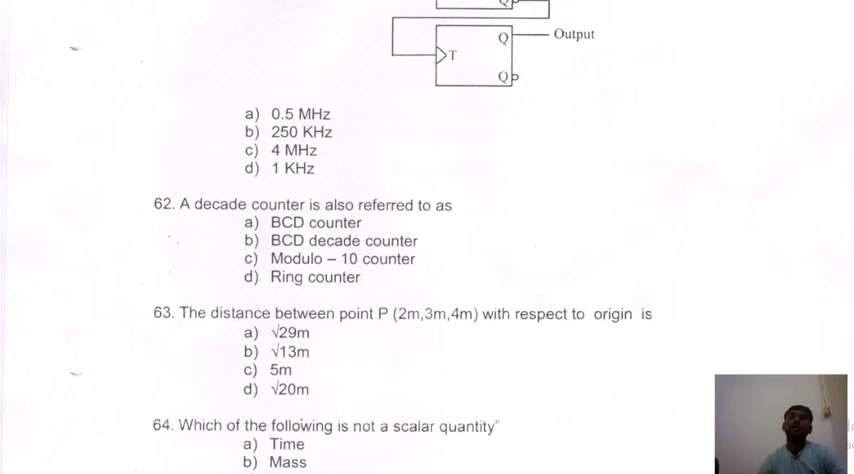 Q
Q Output
T
Q
a) 0.5 MHz
b) 250 KHz
c) 4 MHz
d) 1 KHz
62. A decade counter is also referred to as
a) BCD counter
b) BCD decade counter
c) Modulo – 10 counter
d) Ring counter
63. The distance between point P (2m,3m,4m) with respect to origin is
a) √29m
b) √13m
c) 5m
d) √20m
64. Which of the following is not a scalar quantity"
a) Time
b) Mass